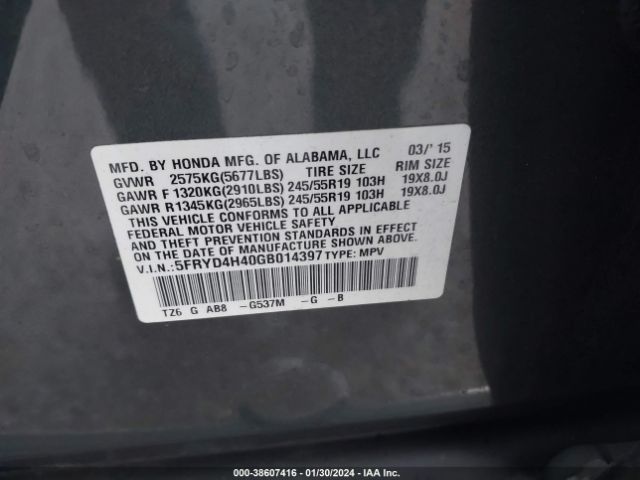 MFD. BY HONDA MFG. OF ALABAMA, LLC 03/'15
GVWR 2575KG(5677LBS) TIRE SIZE RIM SIZE
GAWR F 1320KG(2910LBS) 245/55R19 103H 19X8.0J
GAWR R 1345KG(2965LBS) 245/55R19 103H 19X8.0J
THIS VEHICLE CONFORMS TO ALL APPLICABLE
FEDERAL MOTOR VEHICLE SAFETY
AND THEFT PREVENTION STANDARDS IN EFFECT
ON THE DATE OF MANUFACTURE SHOWN ABOVE.
V.I.N.:5FRYD4H40GB014397 TYPE: MPV
TZ6 G AB8 -G537M -G -B
© - 38607416 - 01/30/2024 - IAA Inc.